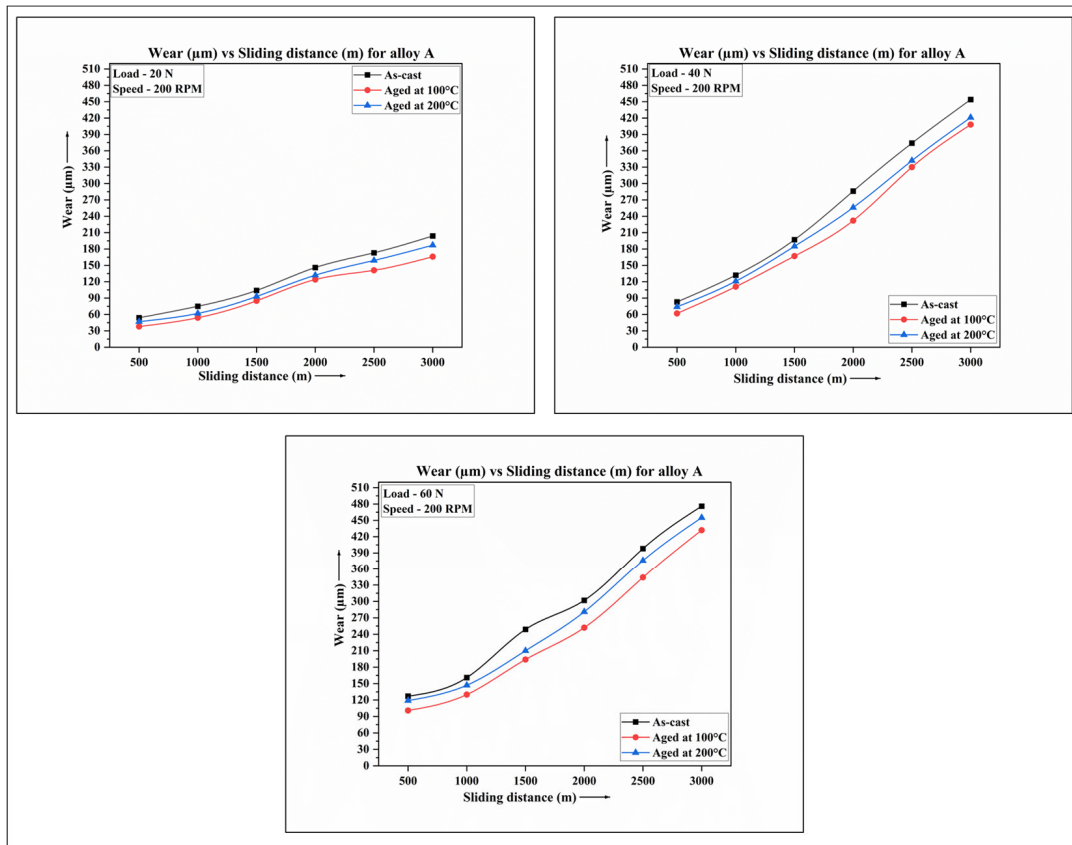 Wear (µm) vs Sliding distance (m) for alloy A
Load - 20 N
Speed - 200 RPM
As-cast
Aged at 100°C
Aged at 200°C
510
480
450
420
390
360
330
300
270
240
210
180
150
120
90
60
30
0
Wear (µm)
500 1000 1500 2000 2500 3000
Sliding distance (m)
Wear (µm) vs Sliding distance (m) for alloy A
Load - 40 N
Speed - 200 RPM
510
480
450
420
390
360
330
300
270
240
210
180
150
120
90
60
30
0
Wear (µm)
As-cast
Aged at 100°C
Aged at 200°C
500 1000 1500 2000 2500 3000
Sliding distance (m)
Wear (µm) vs Sliding distance (m) for alloy A
Load - 60 N
Speed - 200 RPM
510
480
450
420
390
360
330
300
270
240
210
180
150
120
90
60
30
0
Wear (µm)
As-cast
Aged at 100°C
Aged at 200°C
500 1000 1500 2000 2500 3000
Sliding distance (m)